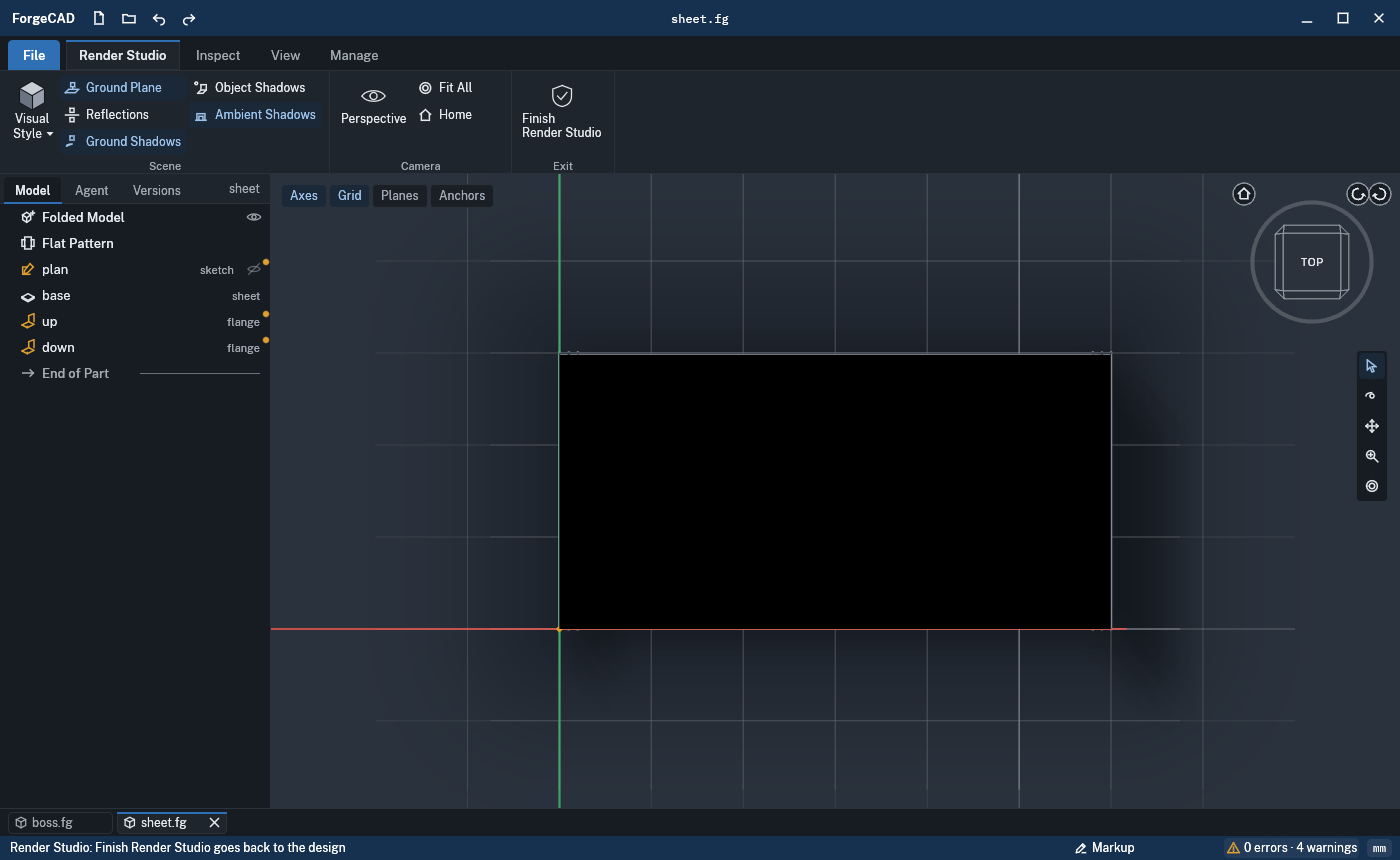 ForgeCAD
sheet.fg
File
Render Studio
Inspect
View
Manage
Visual
Style
Ground Plane
Reflections
Ground Shadows
Object Shadows
Ambient Shadows
Scene
Perspective
Fit All
Home
Camera
Finish
Render Studio
Exit
Model
Agent
Versions
sheet
Folded Model
Flat Pattern
plan sketch
base sheet
up flange
down flange
End of Part
Axes
Grid
Planes
Anchors
TOP
boss.fg
sheet.fg
Render Studio: Finish Render Studio goes back to the design
Markup
0 errors · 4 warnings
mm